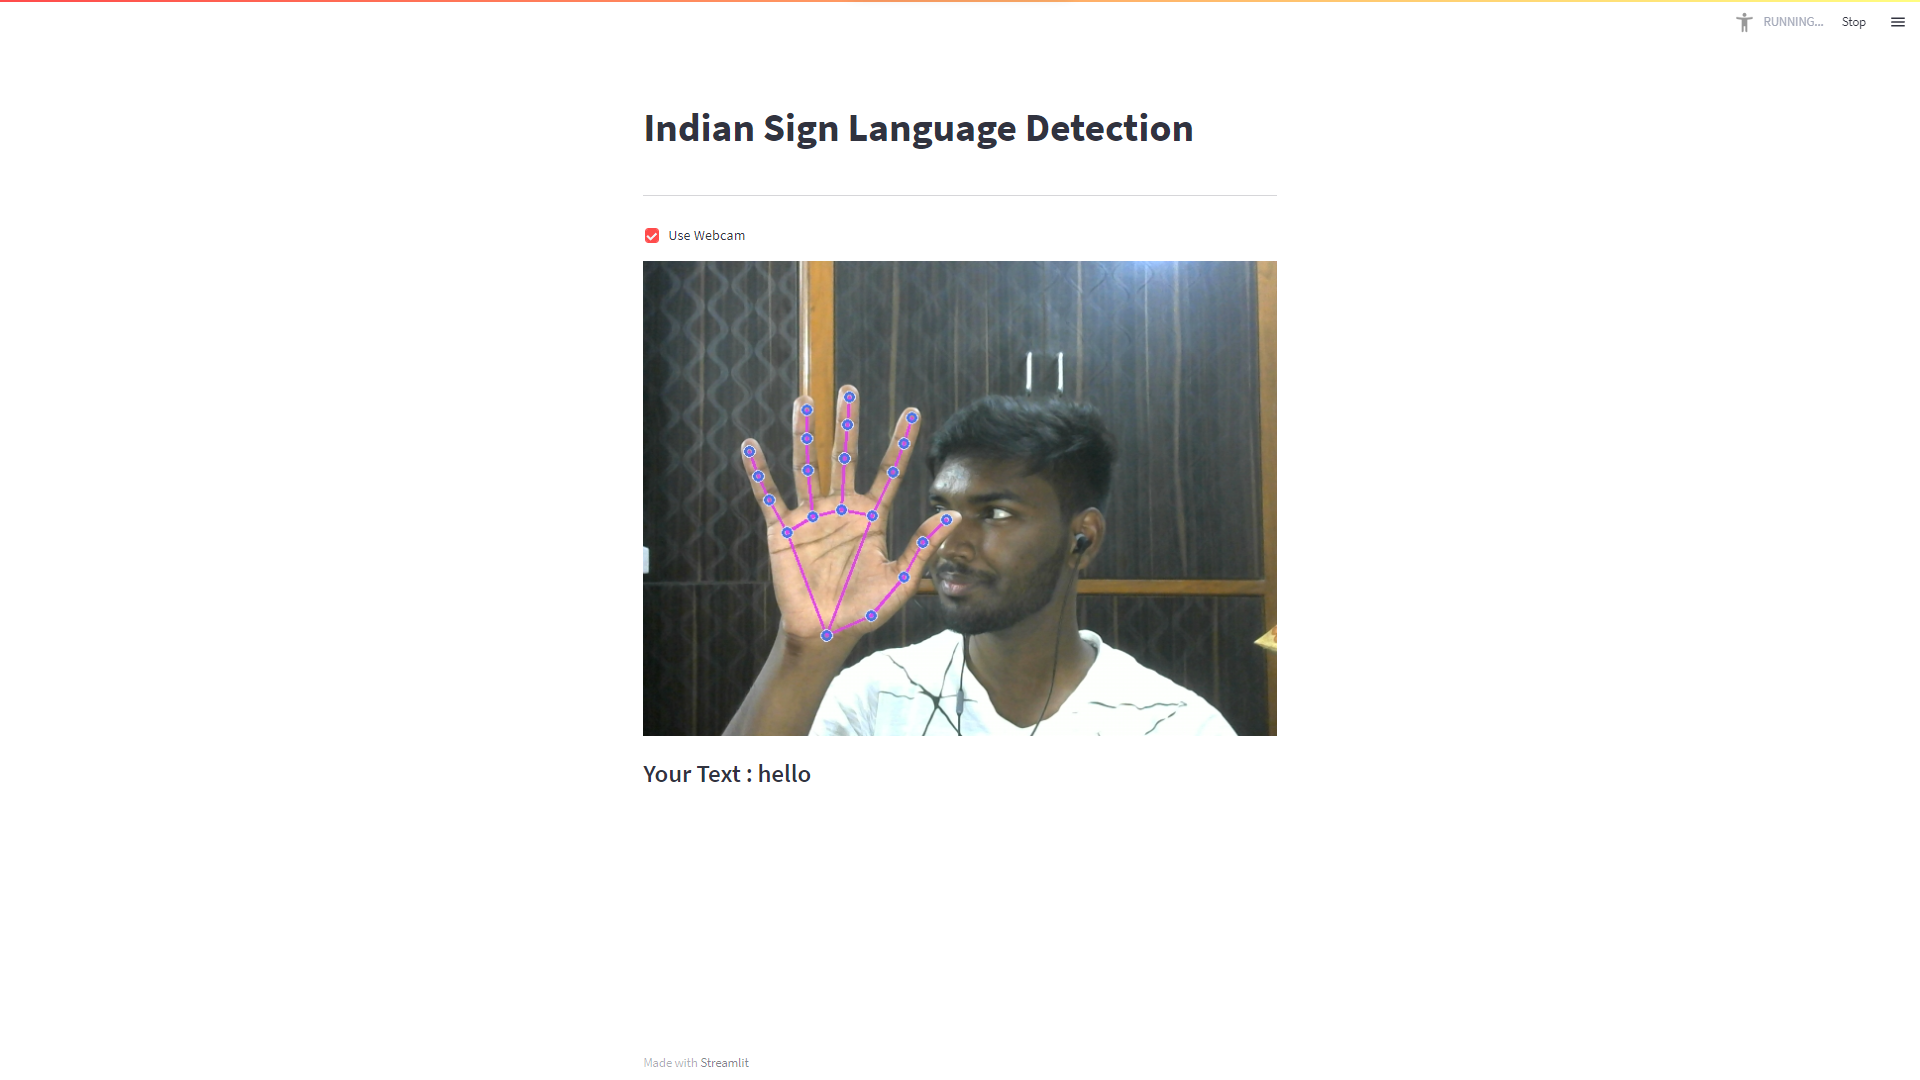 RUNNING...
Stop
Indian Sign Language Detection
Use Webcam
Your Text : hello
Made with Streamlit